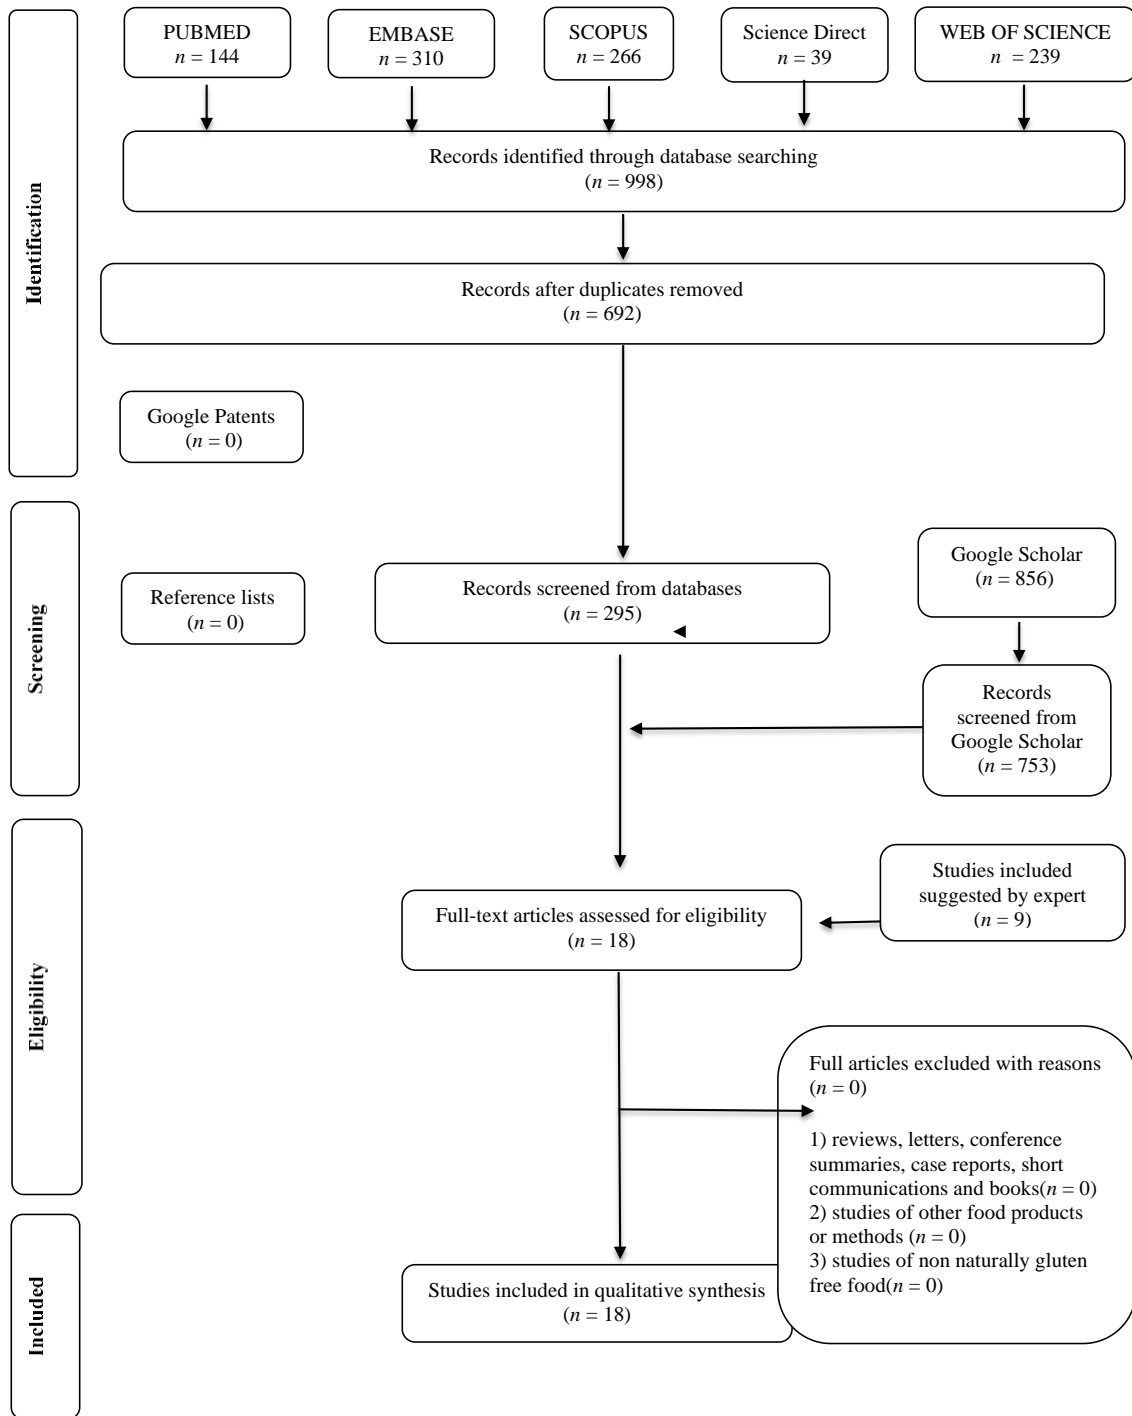 PUBMED
n = 144
EMBASE
n = 310
SCOPUS
n = 266
Science Direct
n = 39
WEB OF SCIENCE
n = 239
Records identified through database searching
(n = 998)
Identification
Records after duplicates removed
(n = 692)
Google Patents
(n = 0)
Screening
Reference lists
(n = 0)
Records screened from databases
(n = 295)
Google Scholar
(n = 856)
Records
screened from
Google Scholar
(n = 753)
Eligibility
Full-text articles assessed for eligibility
(n = 18)
Studies included
suggested by expert
(n = 9)
Full articles excluded with reasons
(n = 0)
1) reviews, letters, conference
summaries, case reports, short
communications and books(n = 0)
2) studies of other food products
or methods (n = 0)
3) studies of non naturally gluten
free food(n = 0)
Included
Studies included in qualitative synthesis
(n = 18)